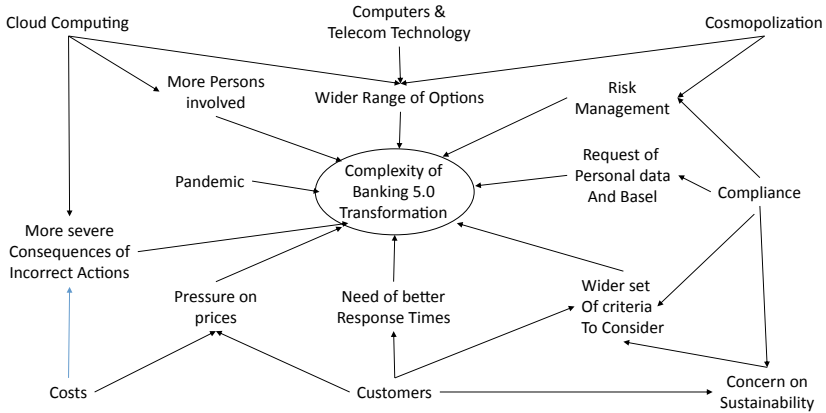 Cloud Computing
Computers &
Telecom Technology
Cosmopolization
More Persons
involved
Wider Range of Options
Risk
Management
Pandemic
Complexity of
Banking 5.0
Transformation
Request of
Personal data
And Basel
Compliance
More severe
Consequences of
Incorrect Actions
Pressure on
prices
Need of better
Response Times
Wider set
Of criteria
To Consider
Costs
Customers
Concern on
Sustainability